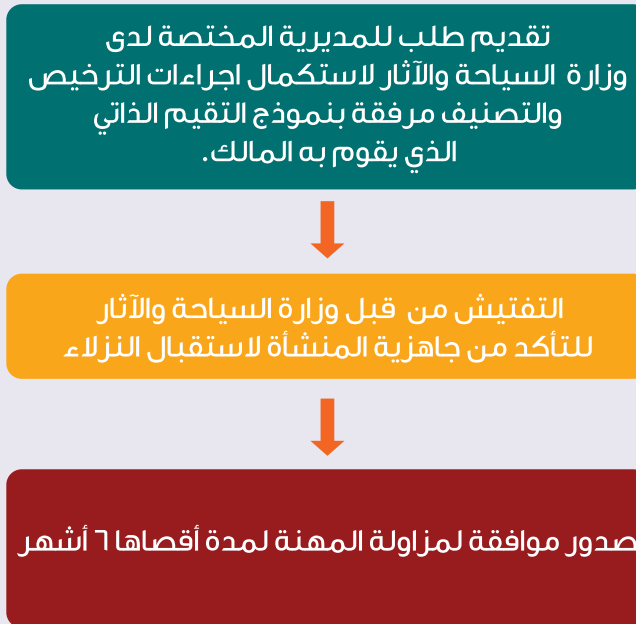 تقديم طلب للمديرية المختصة لدى
وزارة السياحة والآثار لاستكمال اجراءات الترخيص
والتصنيف مرفقة بنموذج التقيم الذاتي
الذي يقوم به المالك.
التفتيش من قبل وزارة السياحة والآثار
للتأكد من جاهزية المنشأة لاستقبال النزلاء
صدور موافقة لمزاولة المهنة لمدة أقصاها ٦ أشهر